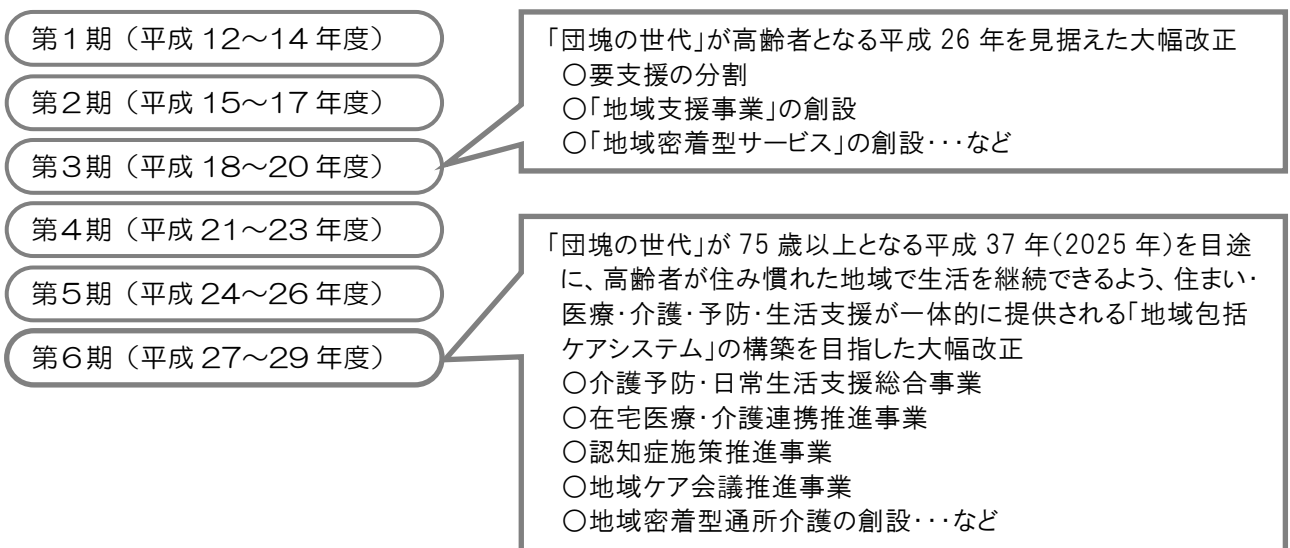 第１期（平成 12～14 年度）
第２期（平成 15～17 年度）
第３期（平成 18～20 年度）
第４期（平成 21～23 年度）
第５期（平成 24～26 年度）
第６期（平成 27～29 年度）
「団塊の世代」が高齢者となる平成 26 年を見据えた大幅改正
○要支援の分割
○「地域支援事業」の創設
○「地域密着型サービス」の創設･･･など
「団塊の世代」が 75 歳以上となる平成 37 年（2025 年）を目途
に、高齢者が住み慣れた地域で生活を継続できるよう、住まい・
医療・介護・予防・生活支援が一体的に提供される「地域包括
ケアシステム」の構築を目指した大幅改正
○介護予防・日常生活支援総合事業
○在宅医療・介護連携推進事業
○認知症施策推進事業
○地域ケア会議推進事業
○地域密着型通所介護の創設･･･など